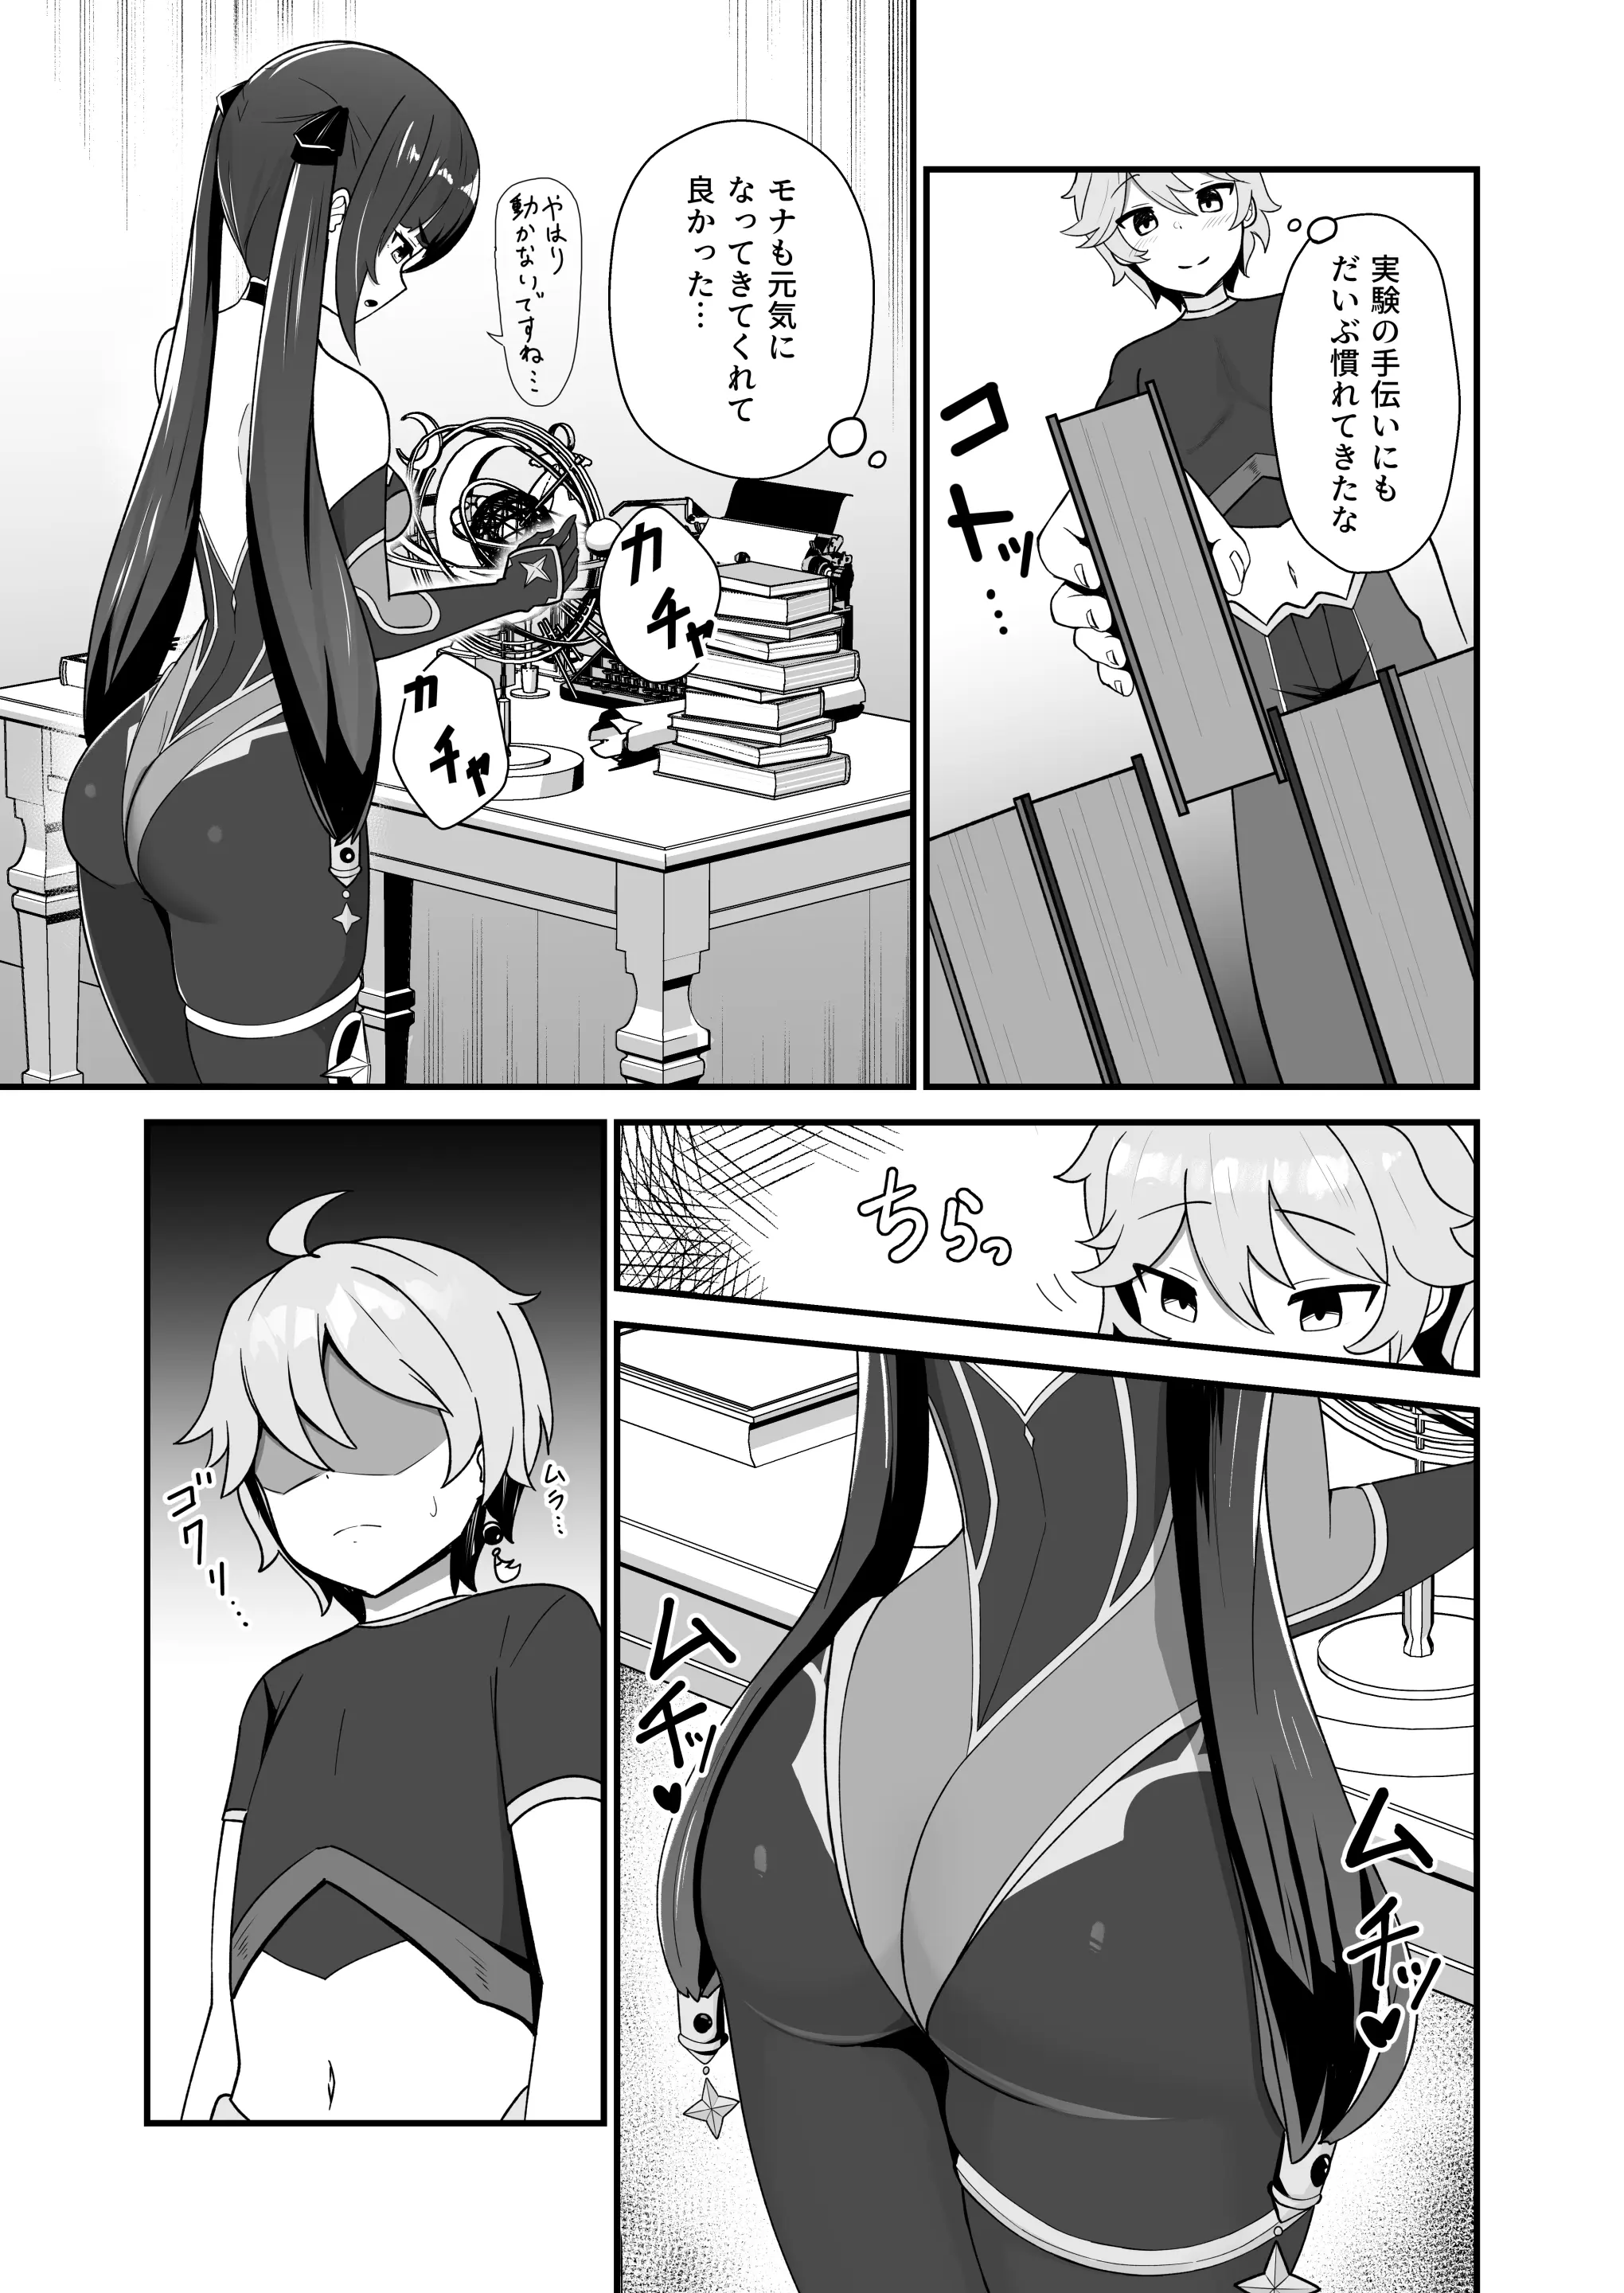 実験の手伝いにも
だいぶ慣れてきたな
コトッ…
モナも元気に
なってきてくれて
良かった…
やはり
動かないですね…
カチャ
カチャ
ちらっ
ムチッ♥
ムチッ♥
ムラ…
ゴクリ…